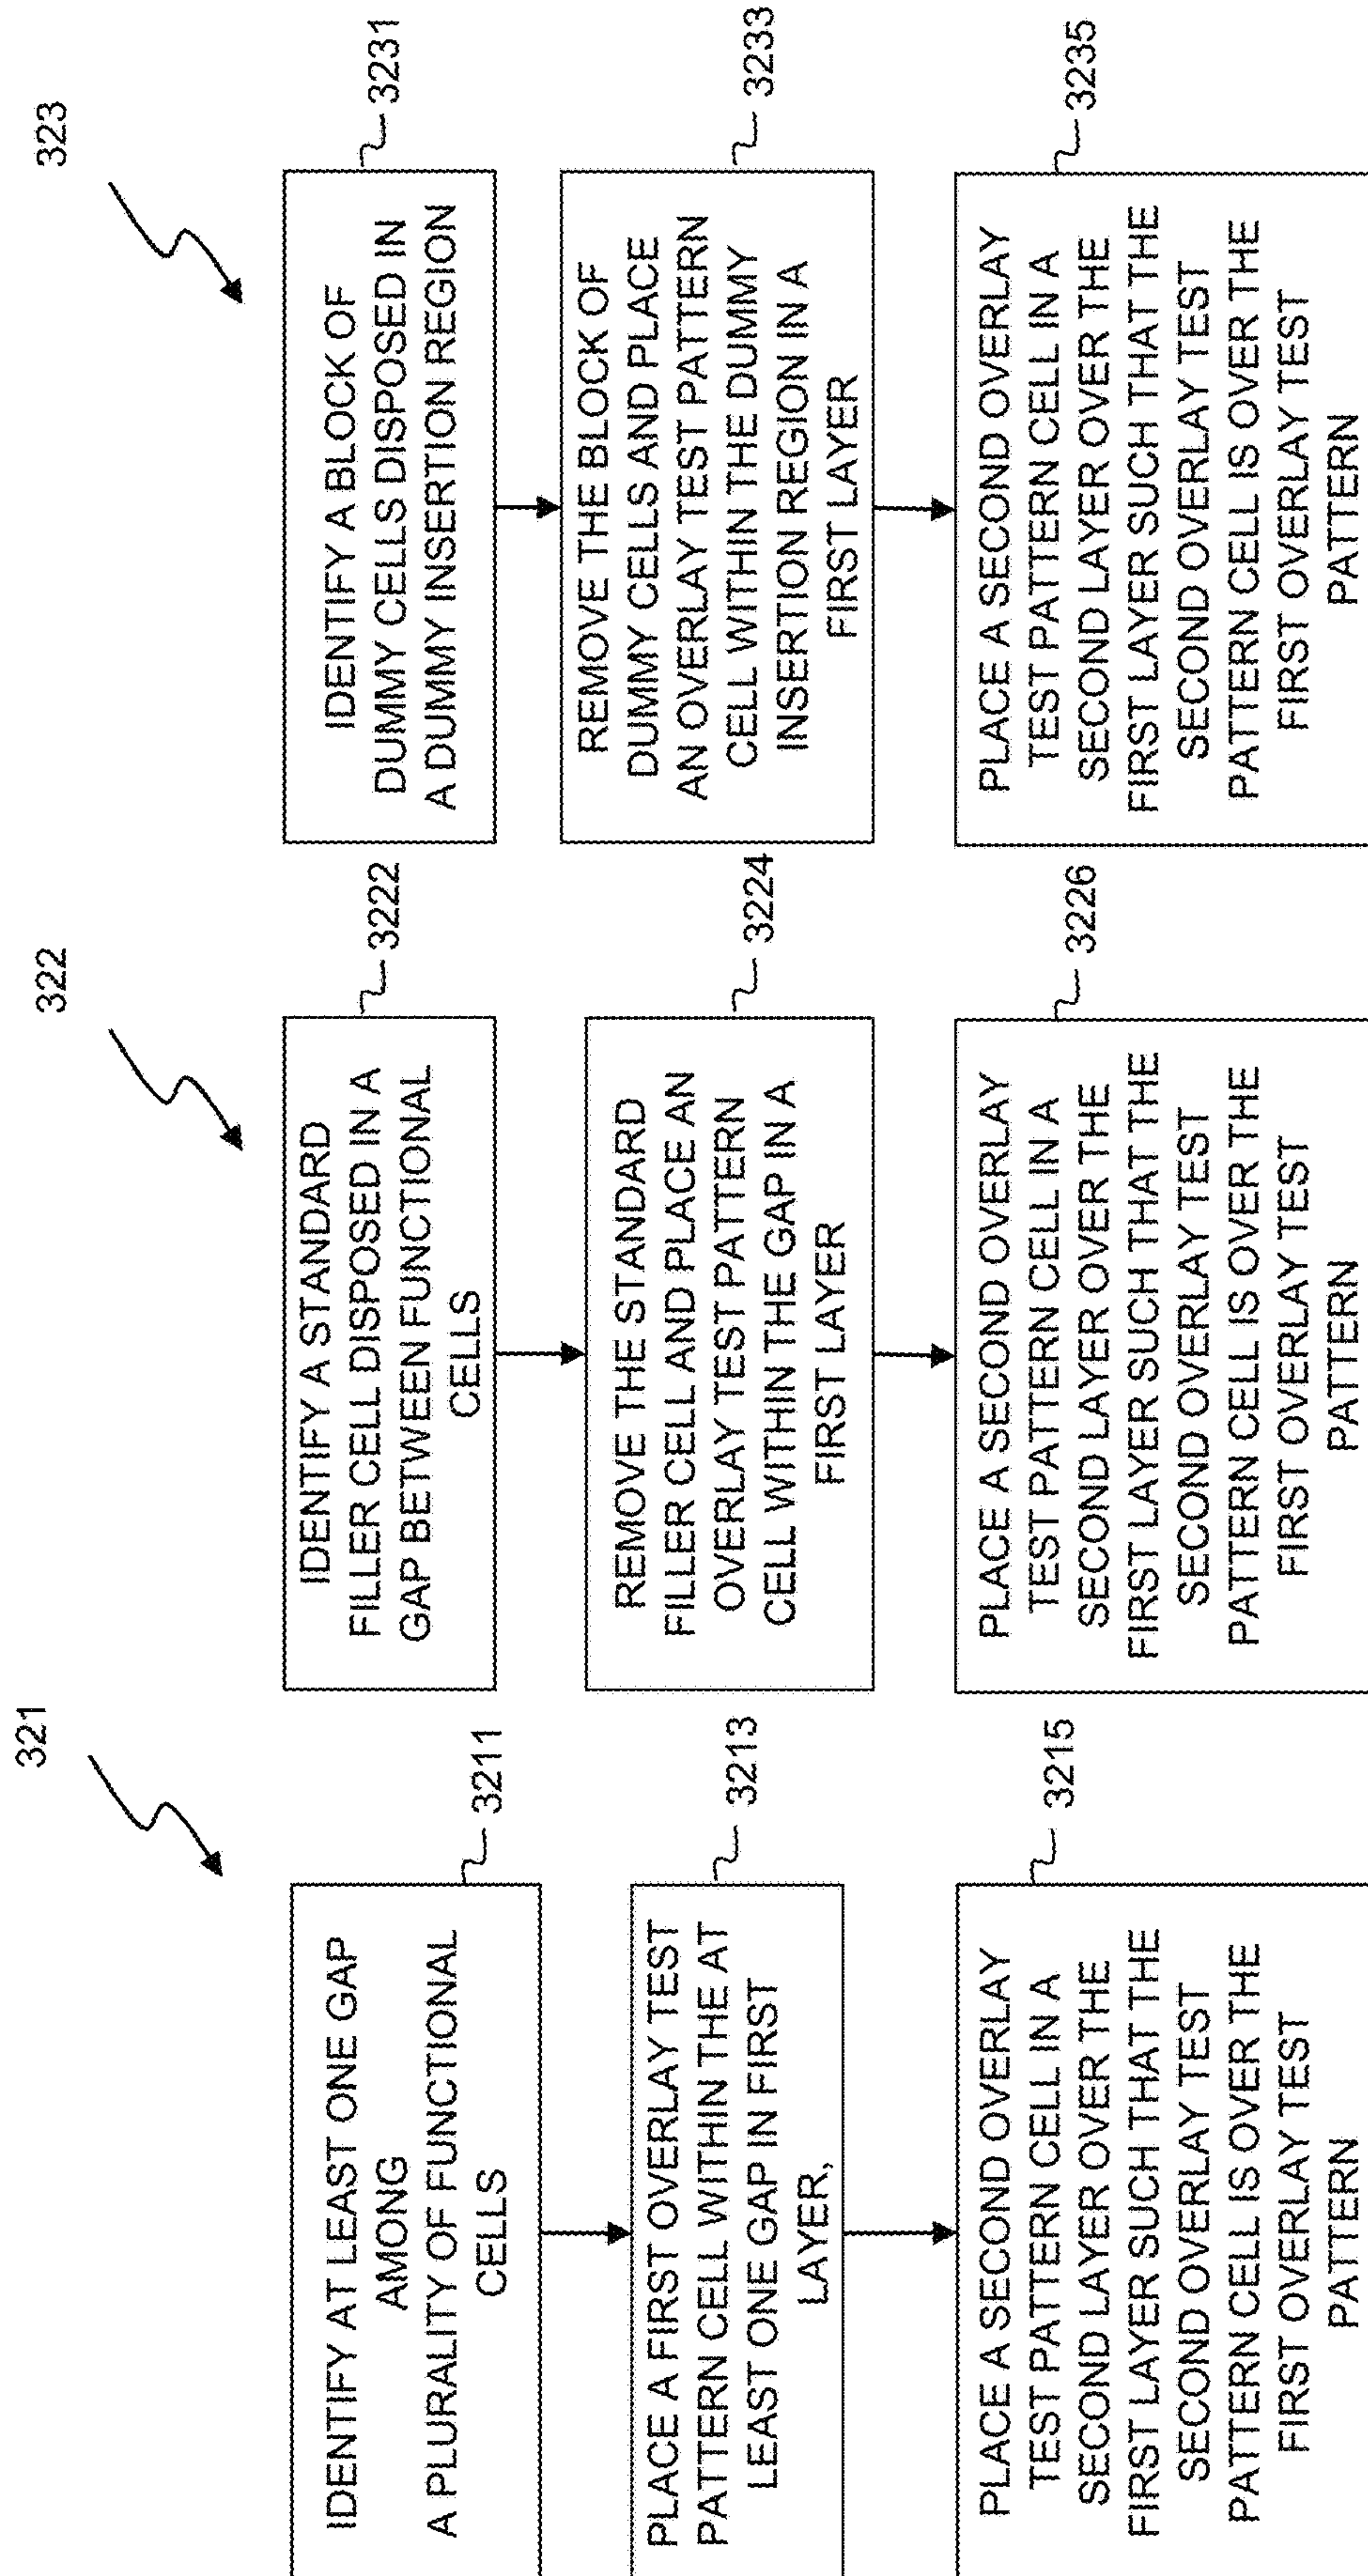 321
IDENTIFY AT LEAST ONE GAP
AMONG
A PLURALITY OF FUNCTIONAL
CELLS
3211
PLACE A FIRST OVERLAY TEST
PATTERN CELL WITHIN THE AT
LEAST ONE GAP IN FIRST
LAYER,
3213
PLACE A SECOND OVERLAY
TEST PATTERN CELL IN A
SECOND LAYER OVER THE
FIRST LAYER SUCH THAT THE
SECOND OVERLAY TEST
PATTERN CELL IS OVER THE
FIRST OVERLAY TEST
PATTERN
3215
322
IDENTIFY A STANDARD
FILLER CELL DISPOSED IN A
GAP BETWEEN FUNCTIONAL
CELLS
3222
REMOVE THE STANDARD
FILLER CELL AND PLACE AN
OVERLAY TEST PATTERN
CELL WITHIN THE GAP IN A
FIRST LAYER
3224
PLACE A SECOND OVERLAY
TEST PATTERN CELL IN A
SECOND LAYER OVER THE
FIRST LAYER SUCH THAT THE
SECOND OVERLAY TEST
PATTERN CELL IS OVER THE
FIRST OVERLAY TEST
PATTERN
3226
323
IDENTIFY A BLOCK OF
DUMMY CELLS DISPOSED IN
A DUMMY INSERTION REGION
3231
REMOVE THE BLOCK OF
DUMMY CELLS AND PLACE
AN OVERLAY TEST PATTERN
CELL WITHIN THE DUMMY
INSERTION REGION IN A
FIRST LAYER
3233
PLACE A SECOND OVERLAY
TEST PATTERN CELL IN A
SECOND LAYER OVER THE
FIRST LAYER SUCH THAT THE
SECOND OVERLAY TEST
PATTERN CELL IS OVER THE
FIRST OVERLAY TEST
PATTERN
3235